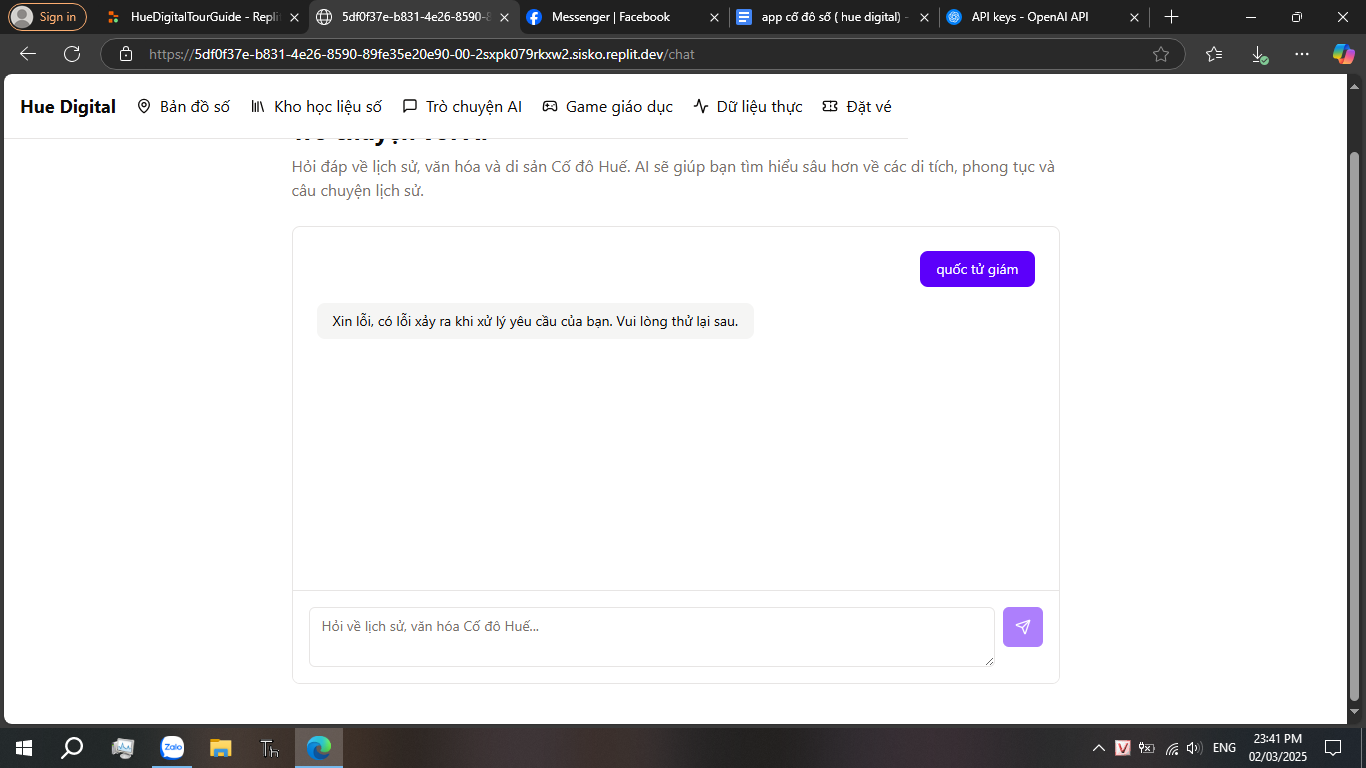 Sign in
HueDigitalTourGuide - Replit
5df0f37e-b831-4e26-8590-8
Messenger | Facebook
app cố đô số ( hue digital) -
API keys - OpenAI API
https://5df0f37e-b831-4e26-8590-89fe35e20e90-00-2sxpk079rkxw2.sisko.replit.dev/chat
Hue Digital
Bản đồ số
Kho học liệu số
Trò chuyện AI
Game giáo dục
Dữ liệu thực
Đặt vé
Hỏi đáp về lịch sử, văn hóa và di sản Cố đô Huế. AI sẽ giúp bạn tìm hiểu sâu hơn về các di tích, phong tục và
câu chuyện lịch sử.
quốc tử giám
Xin lỗi, có lỗi xảy ra khi xử lý yêu cầu của bạn. Vui lòng thử lại sau.
Hỏi về lịch sử, văn hóa Cố đô Huế...
Zalo
Th
V
ENG
23:41 PM
02/03/2025